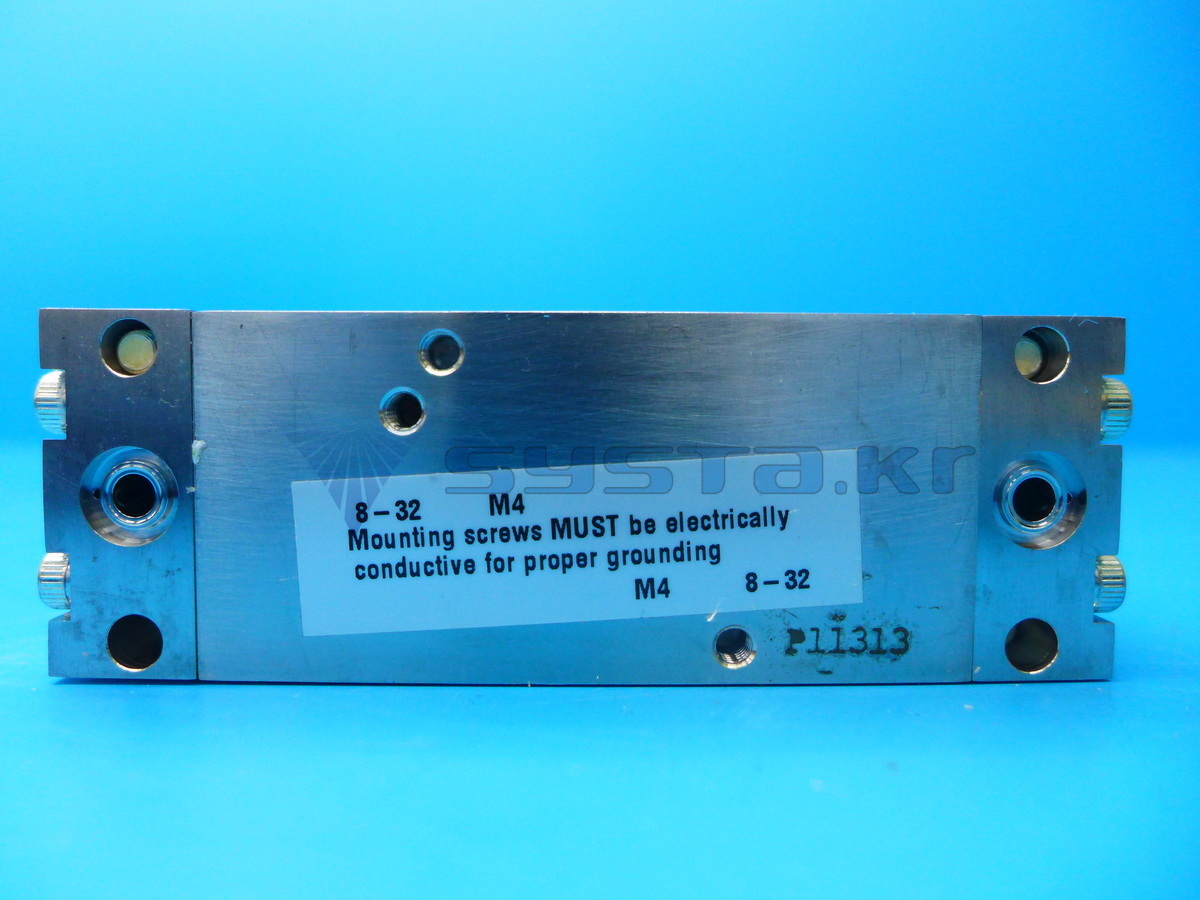 systa.kr
8-32 M4
Mounting screws MUST be electrically
conductive for proper grounding
M4 8-32
P11313